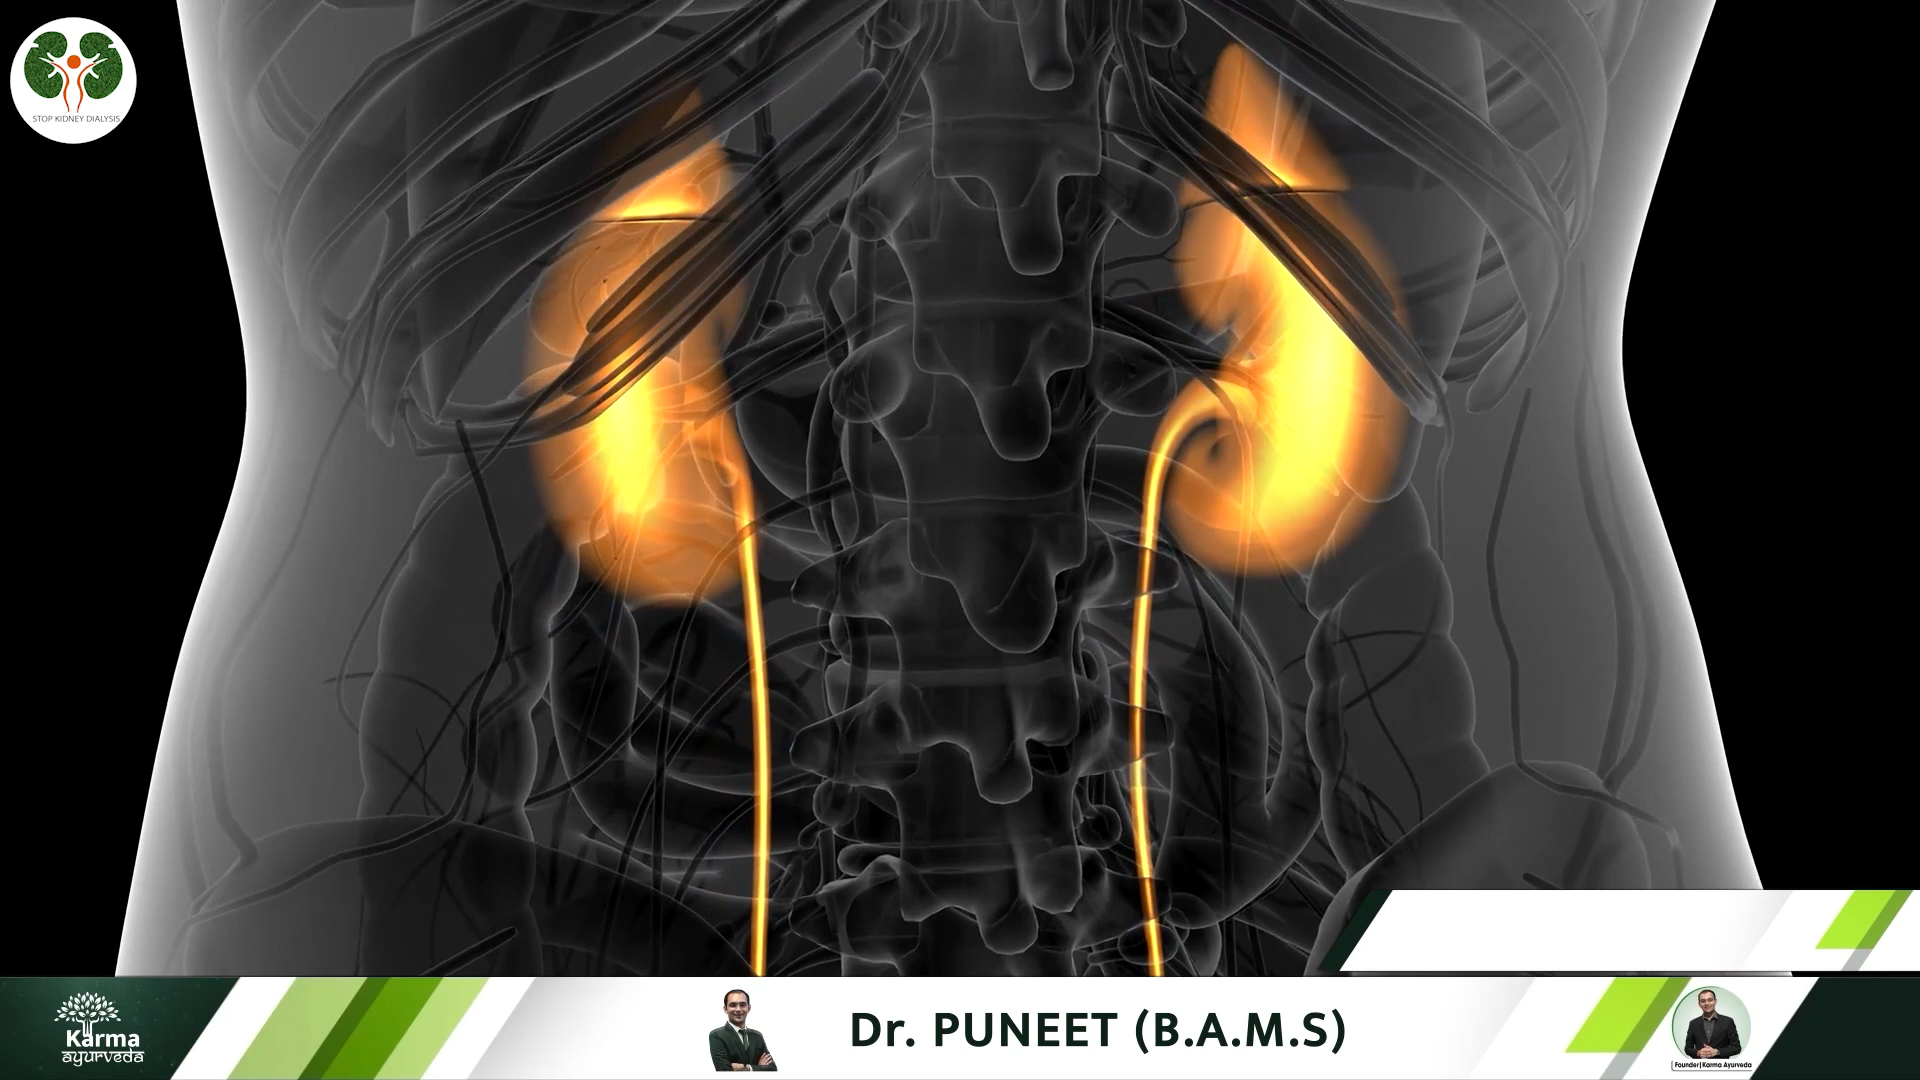 STOP KIDNEY DIALYSIS
Karma
ayurveda
Dr. PUNEET (B.A.M.S)
Founder|Karma Ayurveda